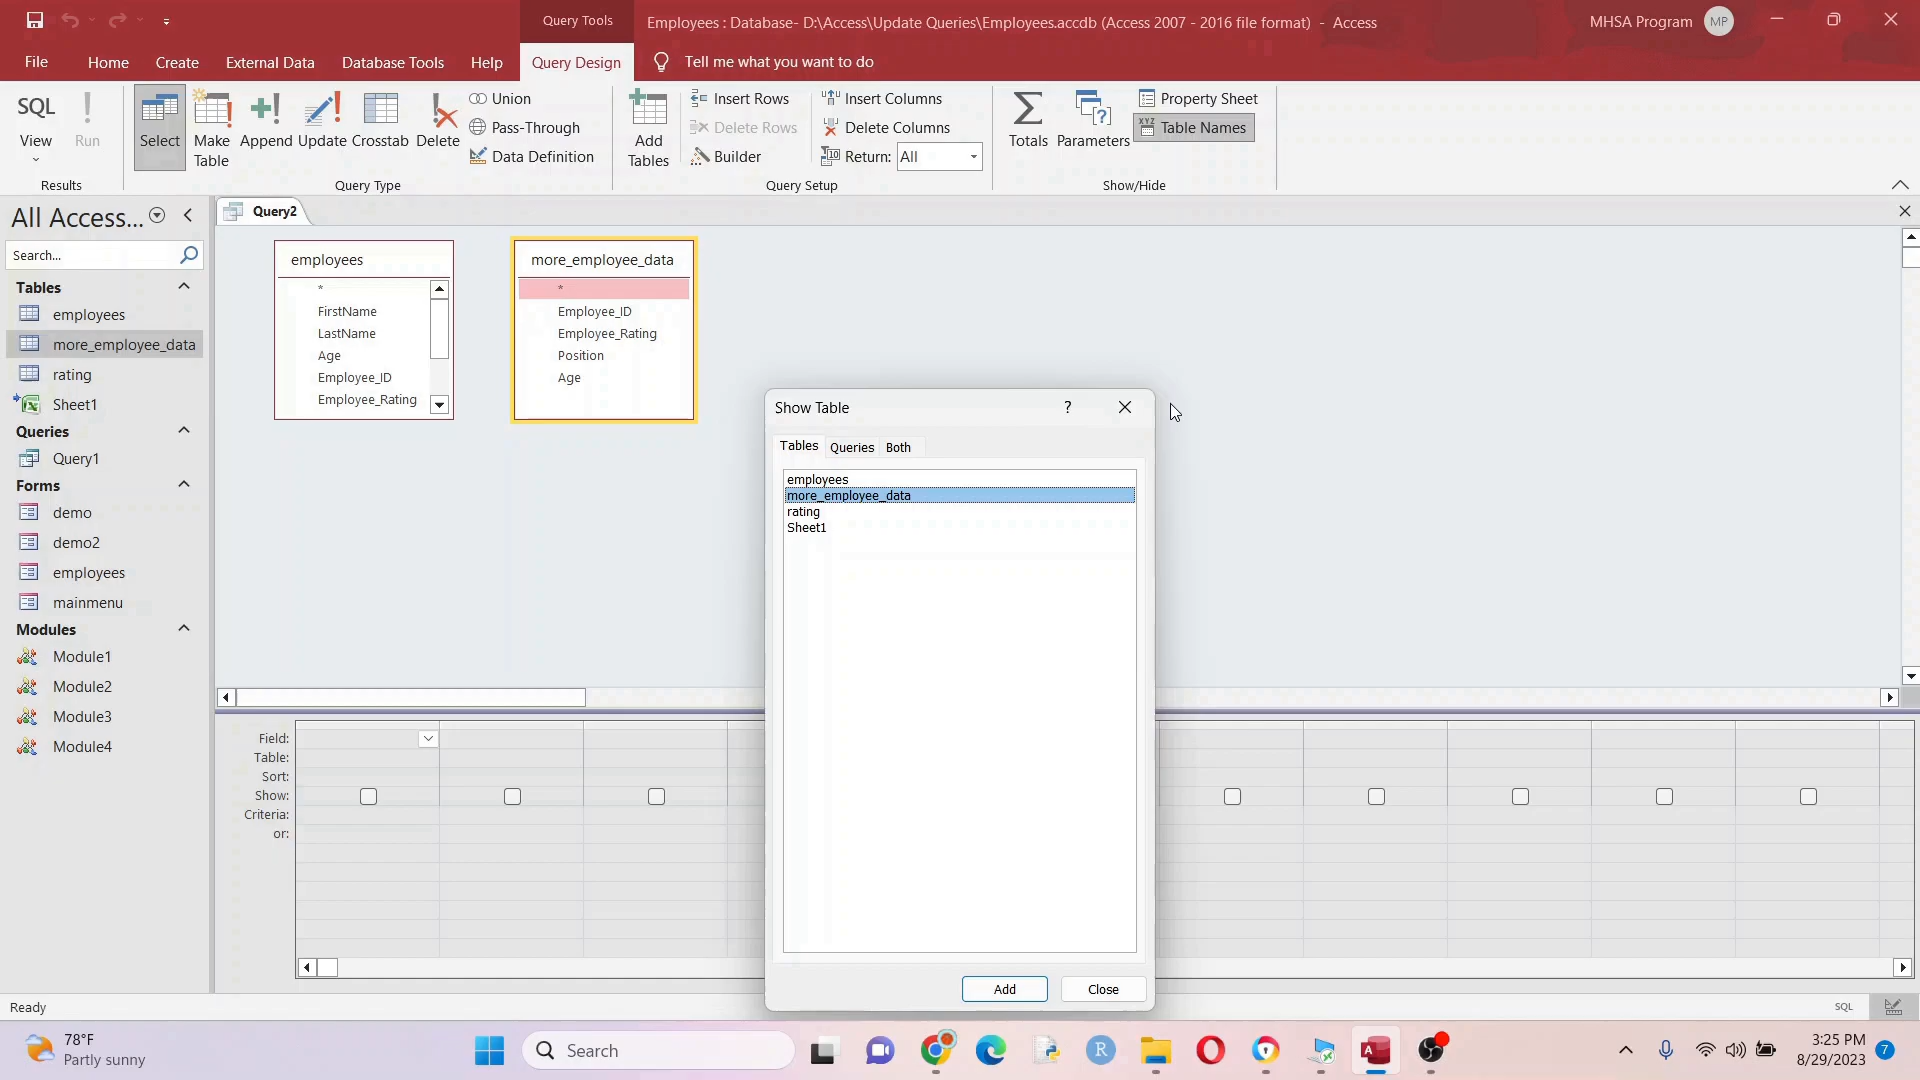 Query Tools
Employees : Database- D:\Access\Update Queries\Employees.accdb (Access 2007 - 2016 file format)  -  Access
MHSA Program
MP
File
Home
Create
External Data
Database Tools
Help
Query Design
Tell me what you want to do
SQL
View
Run
Results
Select
Make
Table
Append
Update
Crosstab
Delete
Union
Pass-Through
Data Definition
Query Type
Add
Tables
Insert Rows
Delete Rows
Builder
Insert Columns
Delete Columns
Return:
All
Query Setup
Totals
Parameters
Property Sheet
XYZ
Table Names
Show/Hide
All Access...
Search...
Tables
employees
more_employee_data
rating
Sheet1
Queries
Query1
Forms
demo
demo2
employees
mainmenu
Modules
Module1
Module2
Module3
Module4
Query2
employees
*
FirstName
LastName
Age
Employee_ID
Employee_Rating
more_employee_data
*
Employee_ID
Employee_Rating
Position
Age
Show Table
?
Tables
Queries
Both
employees
more_employee_data
rating
Sheet1
Add
Close
Field:
Table:
Sort:
Show:
Criteria:
or:
Ready
SQL
78°F
Partly sunny
Search
3:25 PM
8/29/2023
7